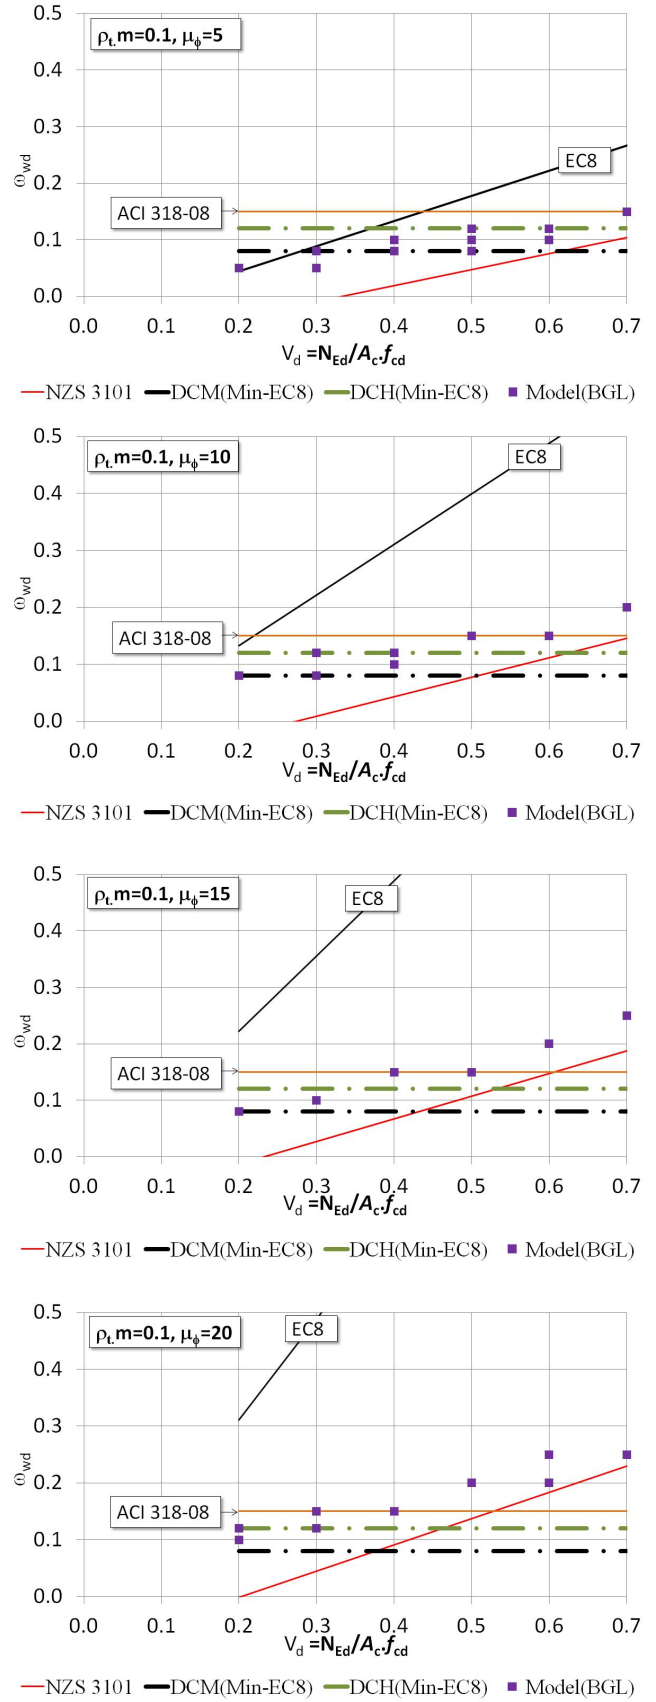 0.5
ρt.m=0.1, μϕ=5
0.4
0.3
ωwd
EC8
0.2
ACI 318-08
0.1
0.0
0.0 0.1 0.2 0.3 0.4 0.5 0.6 0.7
Vd =NEd/Ac.fcd
NZS 3101 DCM(Min-EC8) DCH(Min-EC8) Model(BGL)
0.5
ρt.m=0.1, μϕ=10
EC8
0.4
0.3
ωwd
0.2
ACI 318-08
0.1
0.0
0.0 0.1 0.2 0.3 0.4 0.5 0.6 0.7
Vd =NEd/Ac.fcd
NZS 3101 DCM(Min-EC8) DCH(Min-EC8) Model(BGL)
0.5
ρt.m=0.1, μϕ=15
EC8
0.4
0.3
ωwd
0.2
ACI 318-08
0.1
0.0
0.0 0.1 0.2 0.3 0.4 0.5 0.6 0.7
Vd =NEd/Ac.fcd
NZS 3101 DCM(Min-EC8) DCH(Min-EC8) Model(BGL)
0.5
ρt.m=0.1, μϕ=20
EC8
0.4
0.3
ωwd
0.2
ACI 318-08
0.1
0.0
0.0 0.1 0.2 0.3 0.4 0.5 0.6 0.7
Vd =NEd/Ac.fcd
NZS 3101 DCM(Min-EC8) DCH(Min-EC8) Model(BGL)